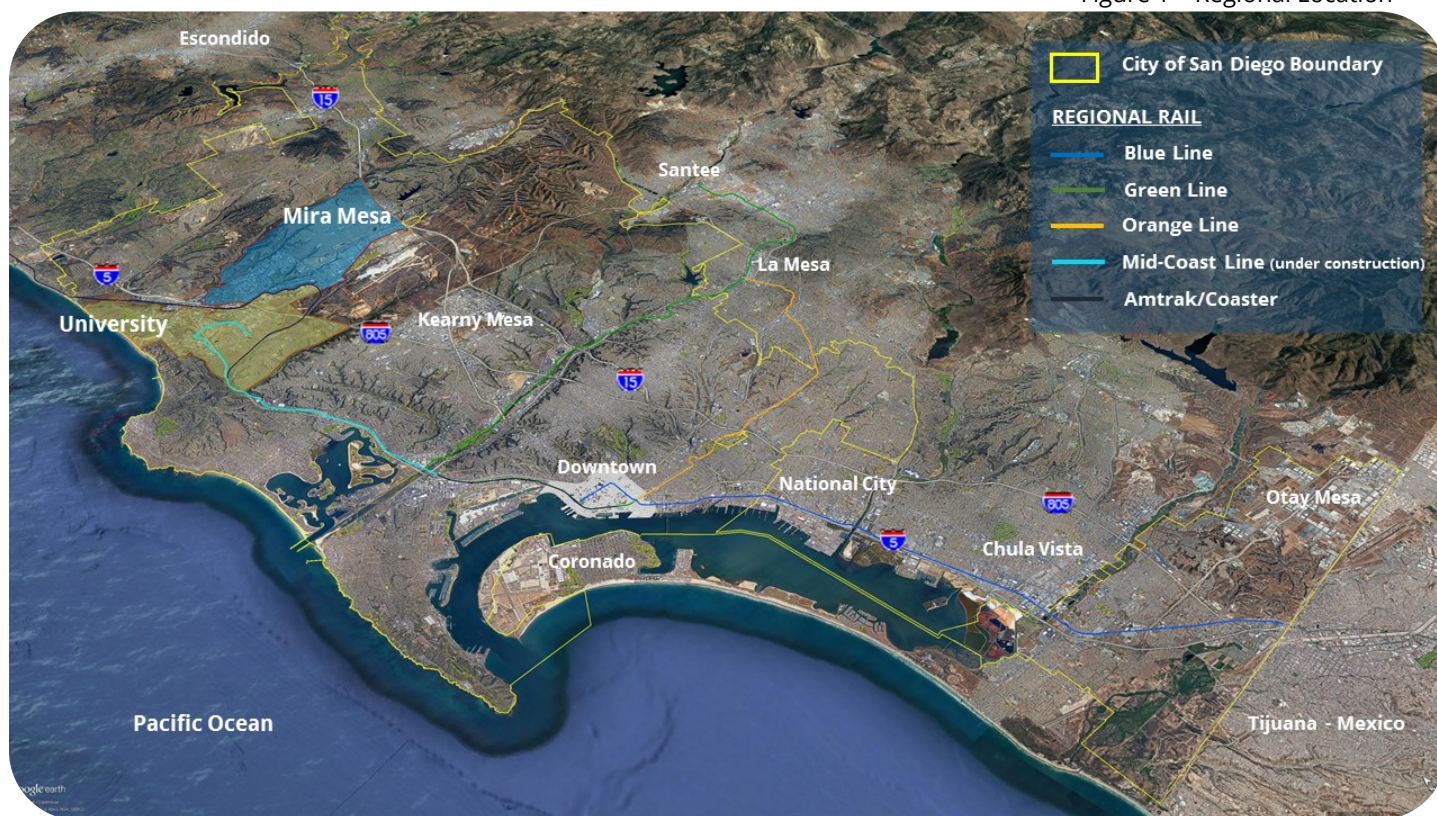 Figure 1 – Regional Location
Escondido
15
City of San Diego Boundary
REGIONAL RAIL
Blue Line
Green Line
Orange Line
Mid-Coast Line (under construction)
Amtrak/Coaster
Santee
Mira Mesa
La Mesa
5
University
Kearny Mesa
805
15
Downtown
National City
Otay Mesa
805
5
Chula Vista
Coronado
Pacific Ocean
Tijuana - Mexico
ogle earth